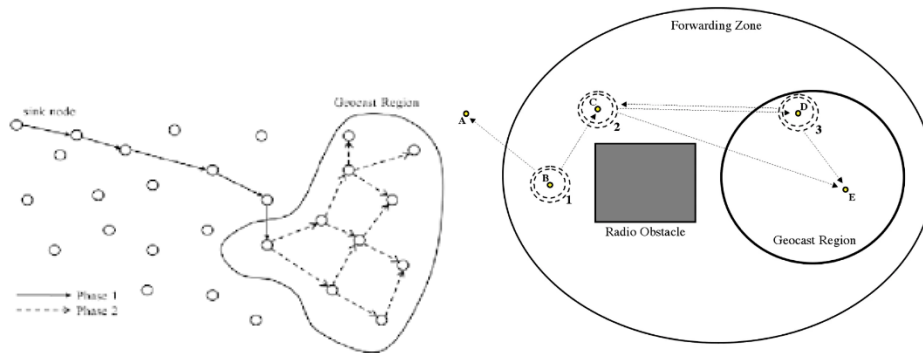 sink node
Geocast Region
Phase 1
Phase 2
Forwarding Zone
A
B
1
C
2
D
3
E
Radio Obstacle
Geocast Region